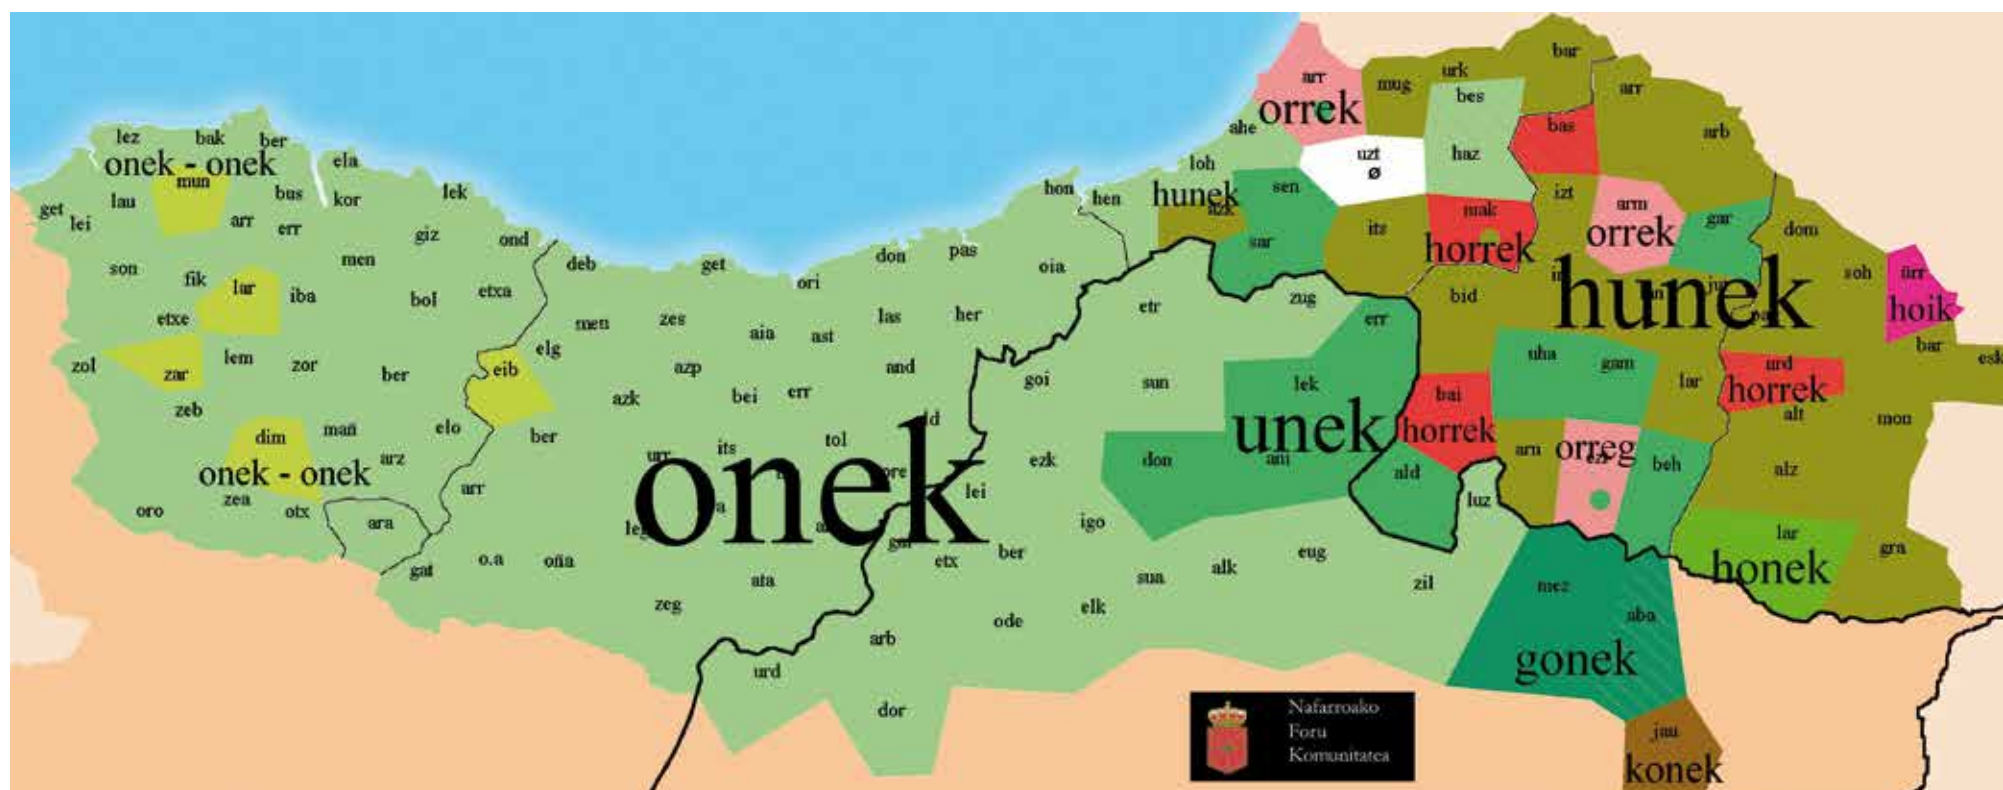 bar
arr urk
mug arr
bes
lez bak ber ahe orrek bas arb
onek - onek ela loh uzt haz
ø
mun bus kor lek hon hen hunek sen izt arm mak
get lau azk orrek gar
lei arr err giz ond sar its horrek dom
son men pas don oia
fik lar iba bol etxa deb get ori zug bid hunek soh ürr
etxe men zes aia ast las her etr err hoik
zol zar lem zor ber eib elg azp and goi sun lek uha gam lar urd bar esk
zeb azk bei err bai horrek alt mon
dim mañ elo ber its tol unek horrek orreg
onek - onek arz onek ezk don ald arn beh alz
zea arr lei luz
oro otx ara igo lar
gat o.a oña ata etx ber sua alk eug zil honek gra
zeg ode elk mez aba
arb
urd gonek
dor
Nafarroako
Foru
Komunitatea
jau
konek